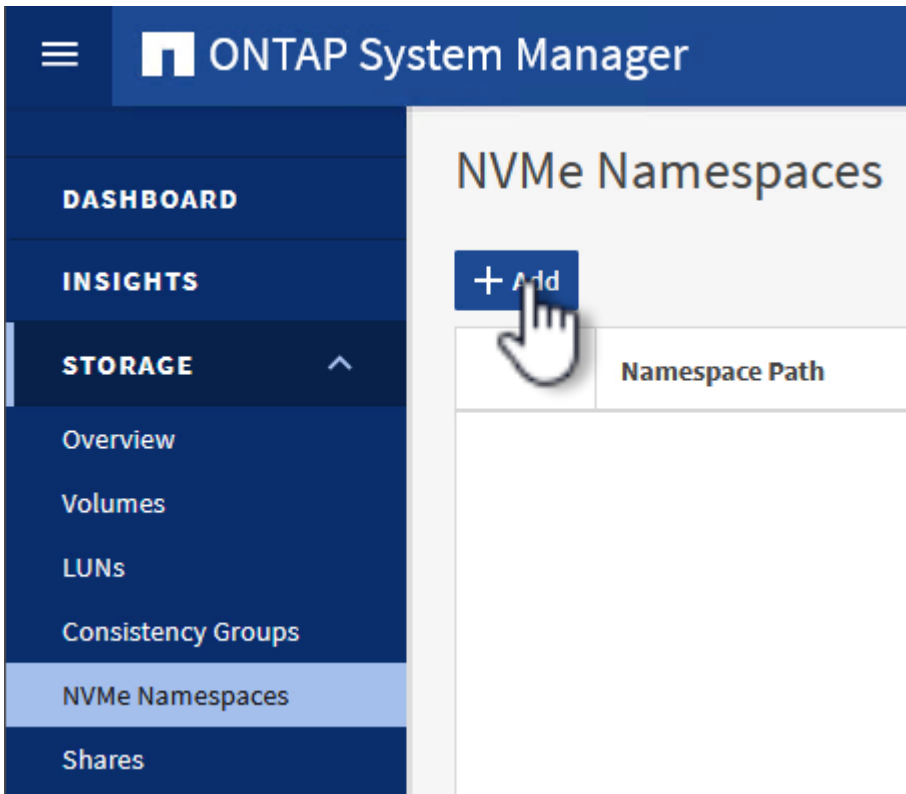 ONTAP System Manager
DASHBOARD
INSIGHTS
STORAGE
Overview
Volumes
LUNs
Consistency Groups
NVMe Namespaces
Shares
NVMe Namespaces
Add
Namespace Path